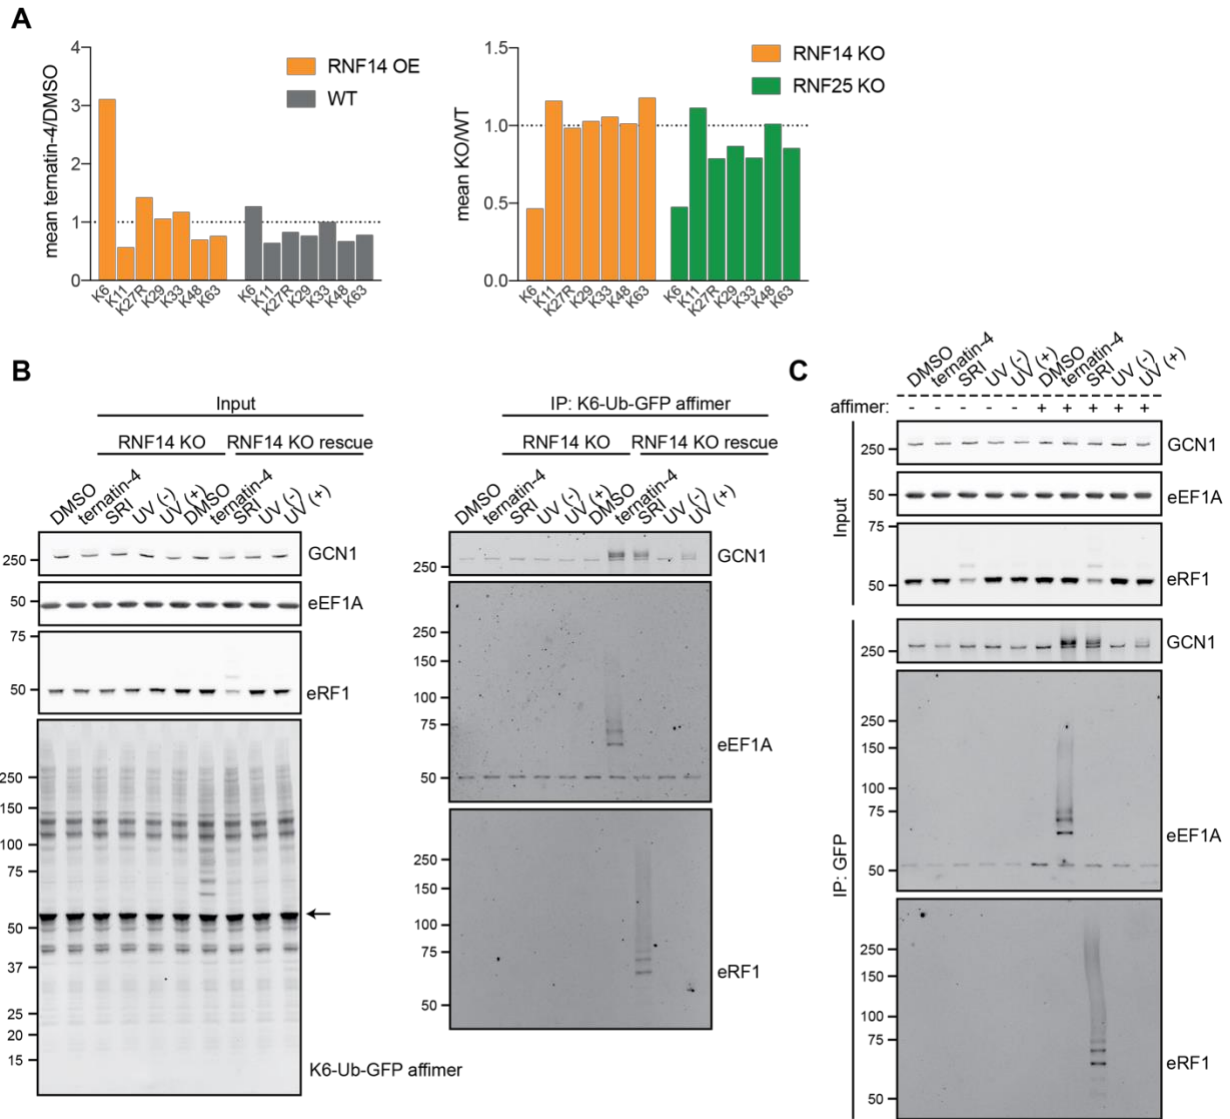 A
mean ternatin-4/DMSO
4
3
2
1
0
K6 K11 K27R K29 K33 K48 K63 K6 K11 K27R K29 K33 K48 K63
RNF14 OE
WT
mean KO/WT
1.5
1.0
0.5
0.0
K6 K11 K27R K29 K33 K48 K63 K6 K11 K27R K29 K33 K48 K63
RNF14 KO
RNF25 KO
B
Input
RNF14 KO RNF14 KO rescue
DMSO ternatin-4 SRI UV (-) UV (+) DMSO ternatin-4 SRI UV (-) UV (+)
250 GCN1
50 eEF1A
75
50 eRF1
250
150
100
75
50
37
25
20
15
K6-Ub-GFP affimer
IP: K6-Ub-GFP affimer
RNF14 KO RNF14 KO rescue
DMSO ternatin-4 SRI UV (-) UV (+) DMSO ternatin-4 SRI UV (-) UV (+)
GCN1
250
250
150
100
75
eEF1A
50
250
150
100
75
eRF1
50
C
DMSO ternatin-4 SRI UV (-) UV (+) DMSO ternatin-4 SRI UV (-) UV (+)
affimer: - - - - - + + + + +
Input
250 GCN1
50 eEF1A
75
50 eRF1
IP: GFP
250 GCN1
250
150
100
75
eEF1A
50
250
150
100
75
eRF1
50